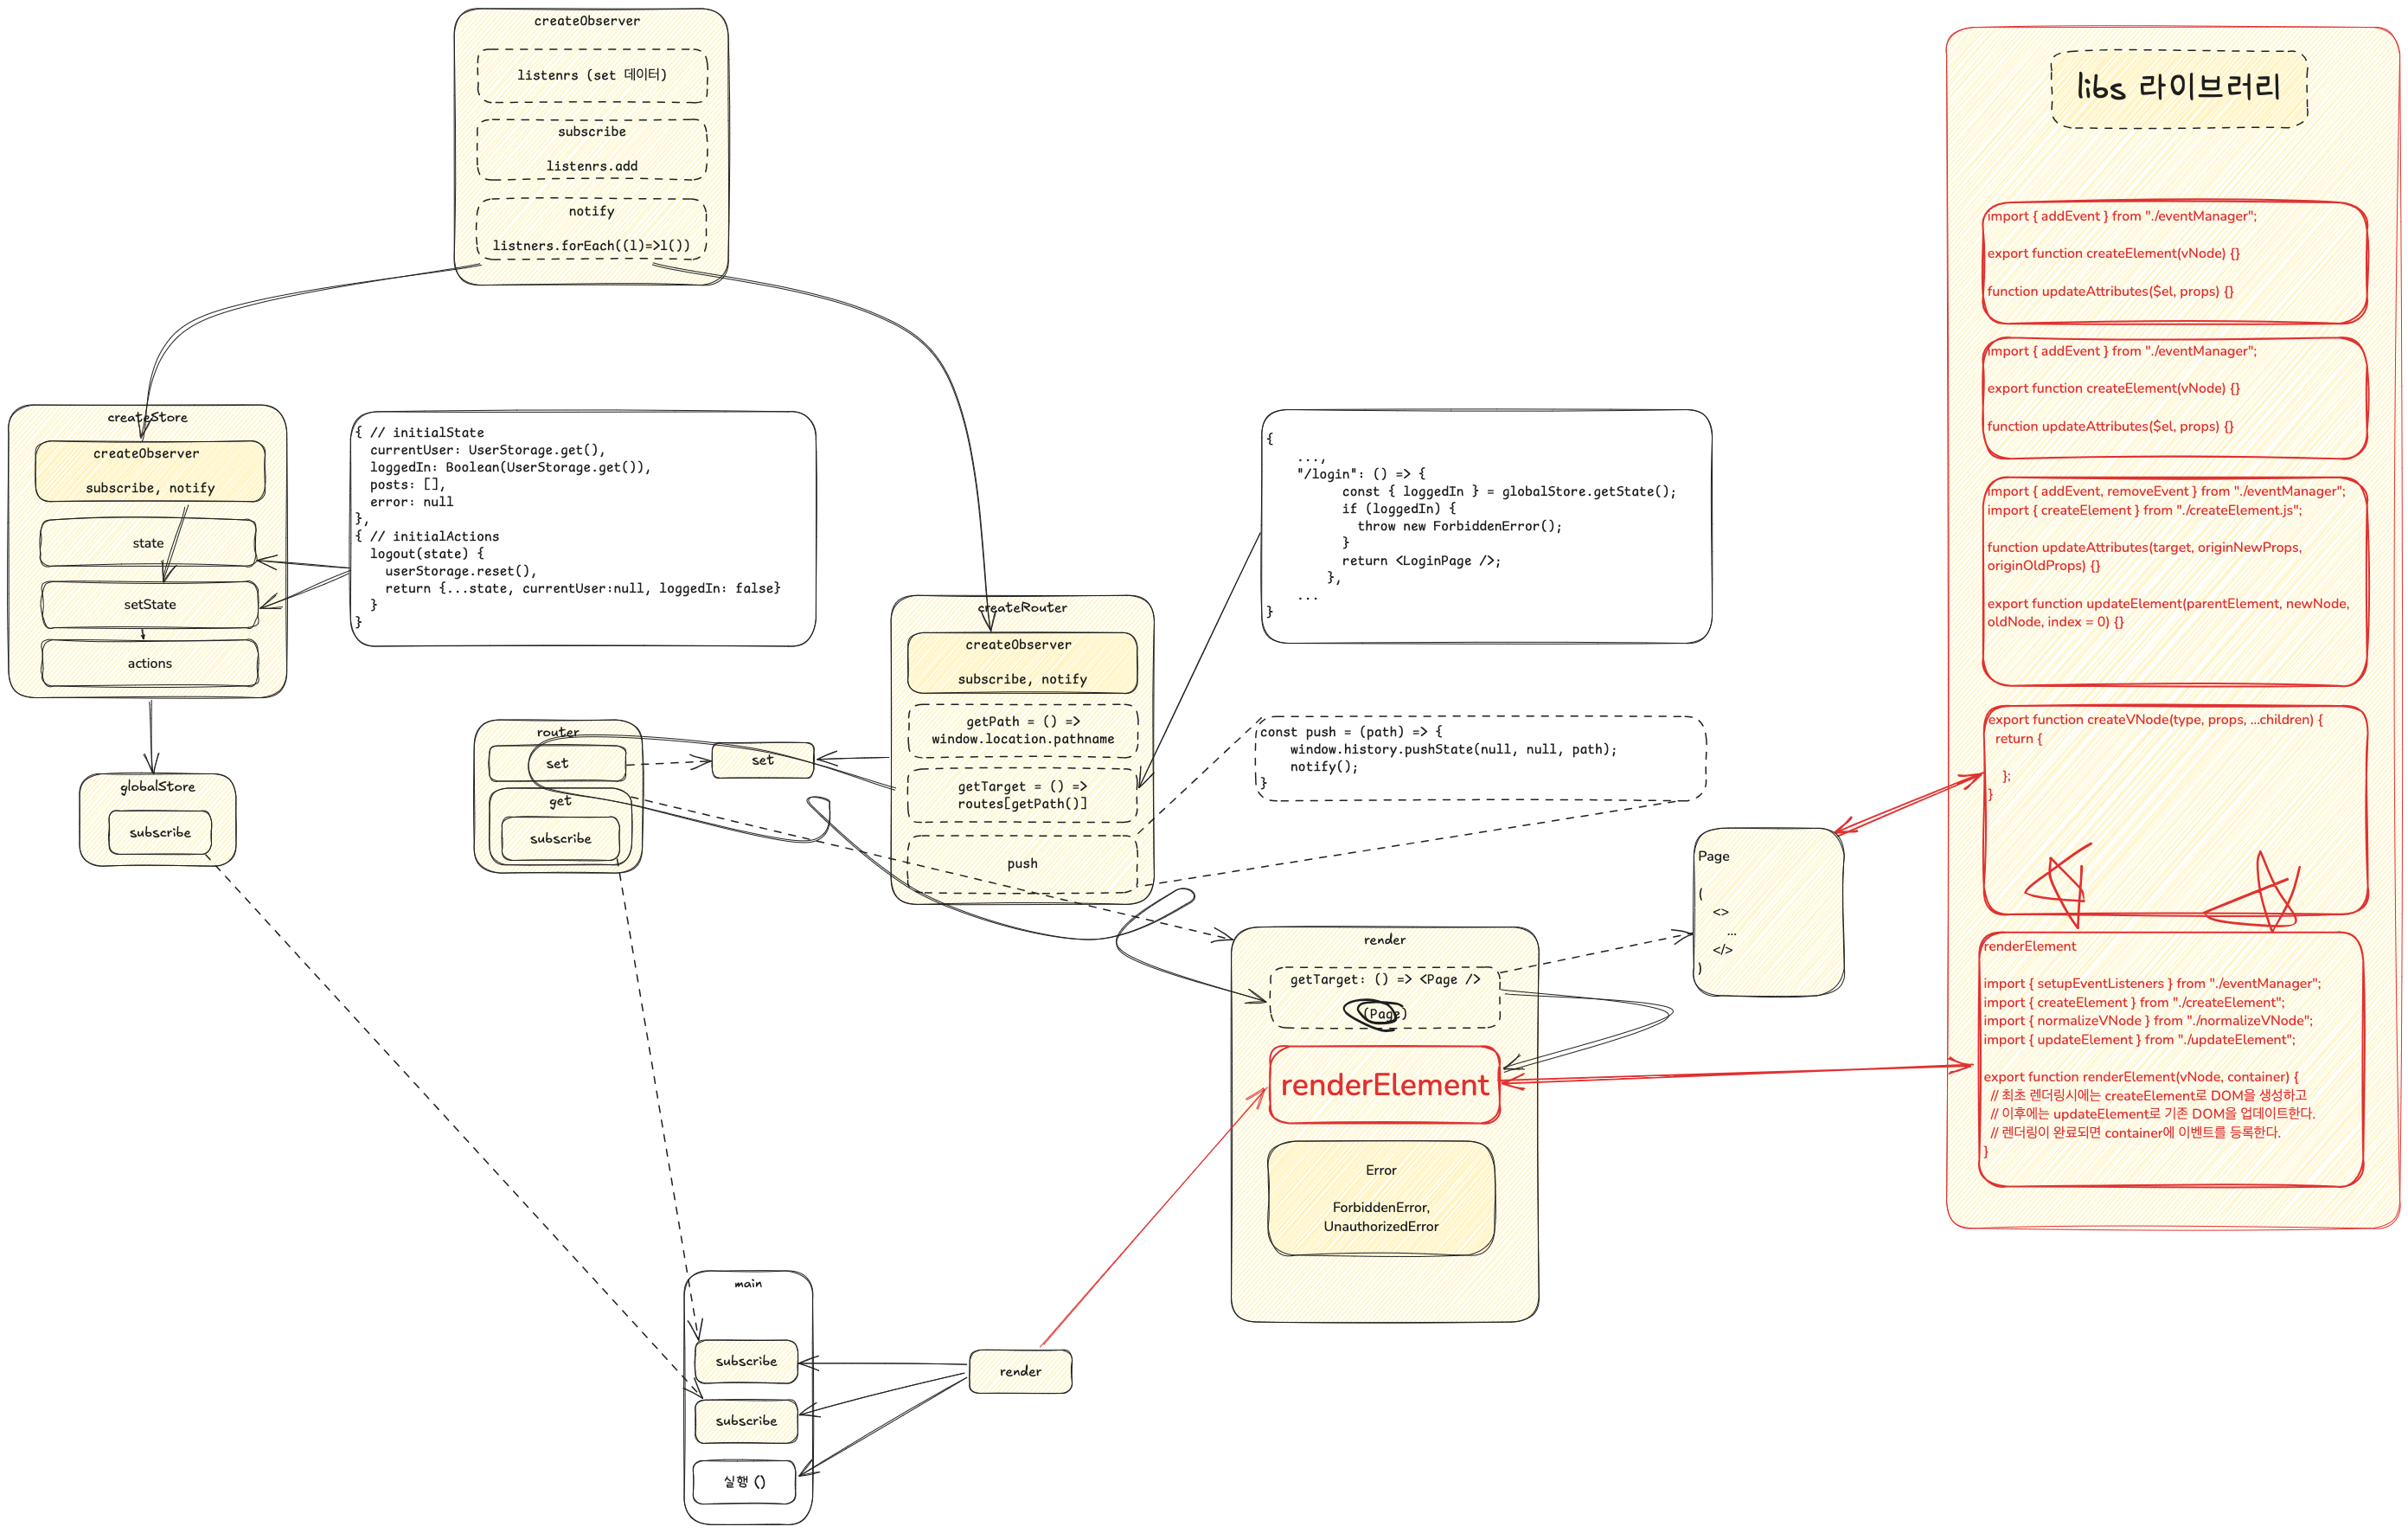 createObserver
listenrs (set 데이터)
subscribe
listenrs.add
notify
listners.forEach((l)=>l())
createStore
createObserver
subscribe, notify
state
setState
actions
{ // initialState
currentUser: UserStorage.get(),
loggedIn: Boolean(UserStorage.get()),
posts: [],
error: null
},
{ // initialActions
logout(state) {
userStorage.reset(),
return {...state, currentUser:null, loggedIn: false}
}
}
globalStore
subscribe
router
set
get
subscribe
set
createRouter
createObserver
subscribe, notify
getPath = () =>
window.location.pathname
getTarget = () =>
routes[getPath()]
push
{
...,
"/login": () => {
const { loggedIn } = globalStore.getState();
if (loggedIn) {
throw new ForbiddenError();
}
return <LoginPage />;
},
...
}
const push = (path) => {
window.history.pushState(null, null, path);
notify();
}
Page
(
<>
...
</>
)
render
getTarget: () => <Page />
(Page)
renderElement
Error
ForbiddenError,
UnauthorizedError
main
subscribe
subscribe
실행 ()
render
libs 라이브러리
import { addEvent } from "./eventManager";
export function createElement(vNode) {}
function updateAttributes($el, props) {}
import { addEvent } from "./eventManager";
export function createElement(vNode) {}
function updateAttributes($el, props) {}
import { addEvent, removeEvent } from "./eventManager";
import { createElement } from "./createElement.js";
function updateAttributes(target, originNewProps,
originOldProps) {}
export function updateElement(parentElement, newNode,
oldNode, index = 0) {}
export function createVNode(type, props, ...children) {
return {
};
}
renderElement
import { setupEventListeners } from "./eventManager";
import { createElement } from "./createElement";
import { normalizeVNode } from "./normalizeVNode";
import { updateElement } from "./updateElement";
export function renderElement(vNode, container) {
// 최초 렌더링시에는 createElement로 DOM을 생성하고
// 이후에는 updateElement로 기존 DOM을 업데이트한다.
// 렌더링이 완료되면 container에 이벤트를 등록한다.
}